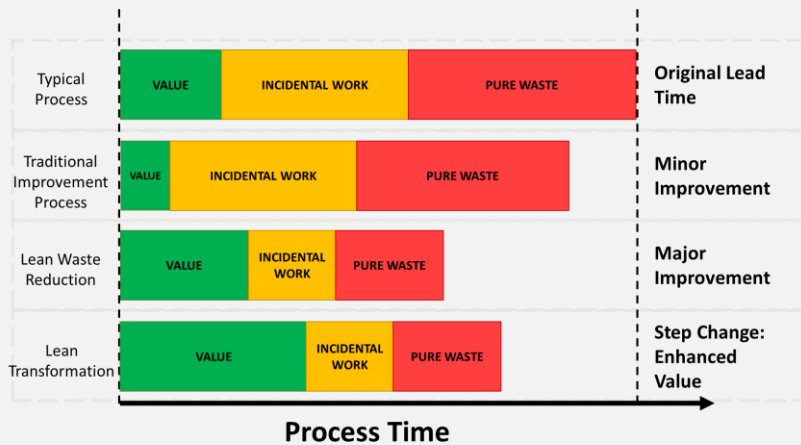 Typical
Process
VALUE
INCIDENTAL WORK
PURE WASTE
Original Lead
Time
Traditional
Improvement
Process
VALUE
INCIDENTAL WORK
PURE WASTE
Minor
Improvement
Lean Waste
Reduction
VALUE
INCIDENTAL
WORK
PURE WASTE
Major
Improvement
Lean
Transformation
VALUE
INCIDENTAL
WORK
PURE WASTE
Step Change:
Enhanced
Value
Process Time